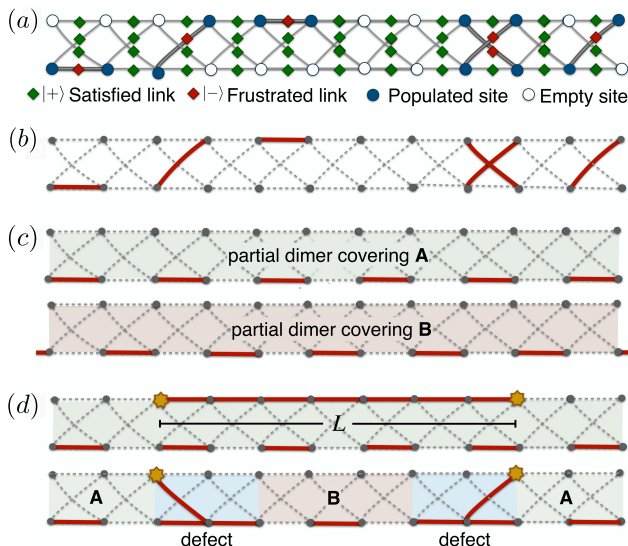 (a)
|+⟩ Satisfied link |−⟩ Frustrated link Populated site Empty site
(b)
(c)
partial dimer covering A
partial dimer covering B
(d)
L
A B A
defect defect